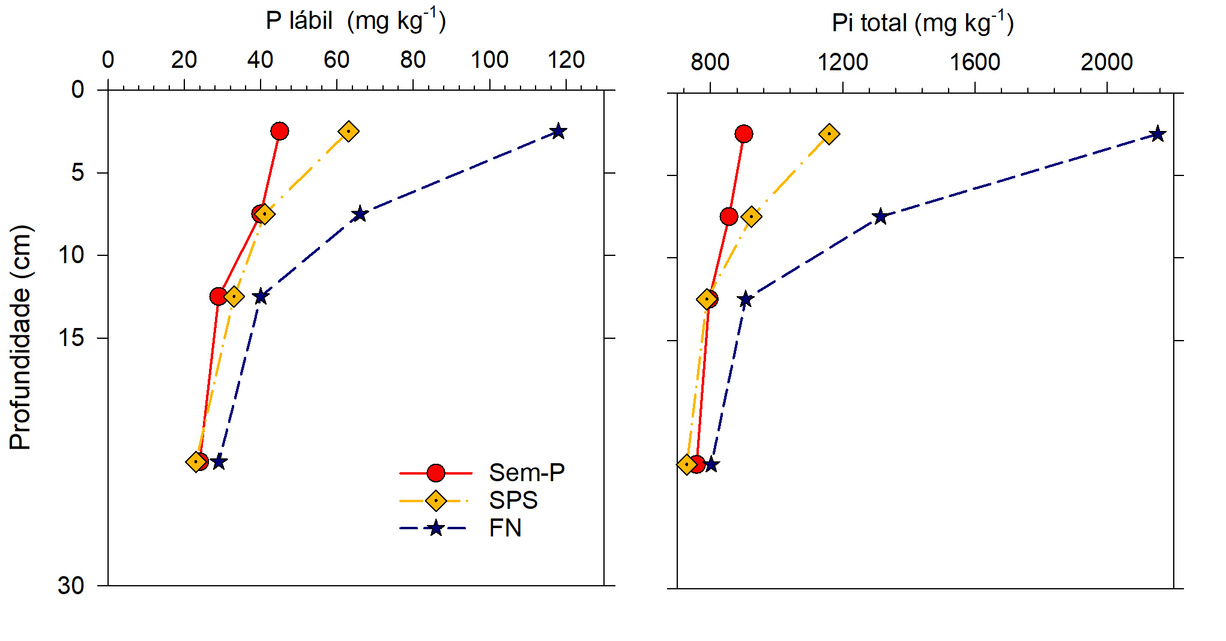 P lábil (mg kg⁻¹)
0 20 40 60 80 100 120
Pi total (mg kg⁻¹)
800 1200 1600 2000
Profundidade (cm)
0
5
10
15
30
Sem-P
SPS
FN